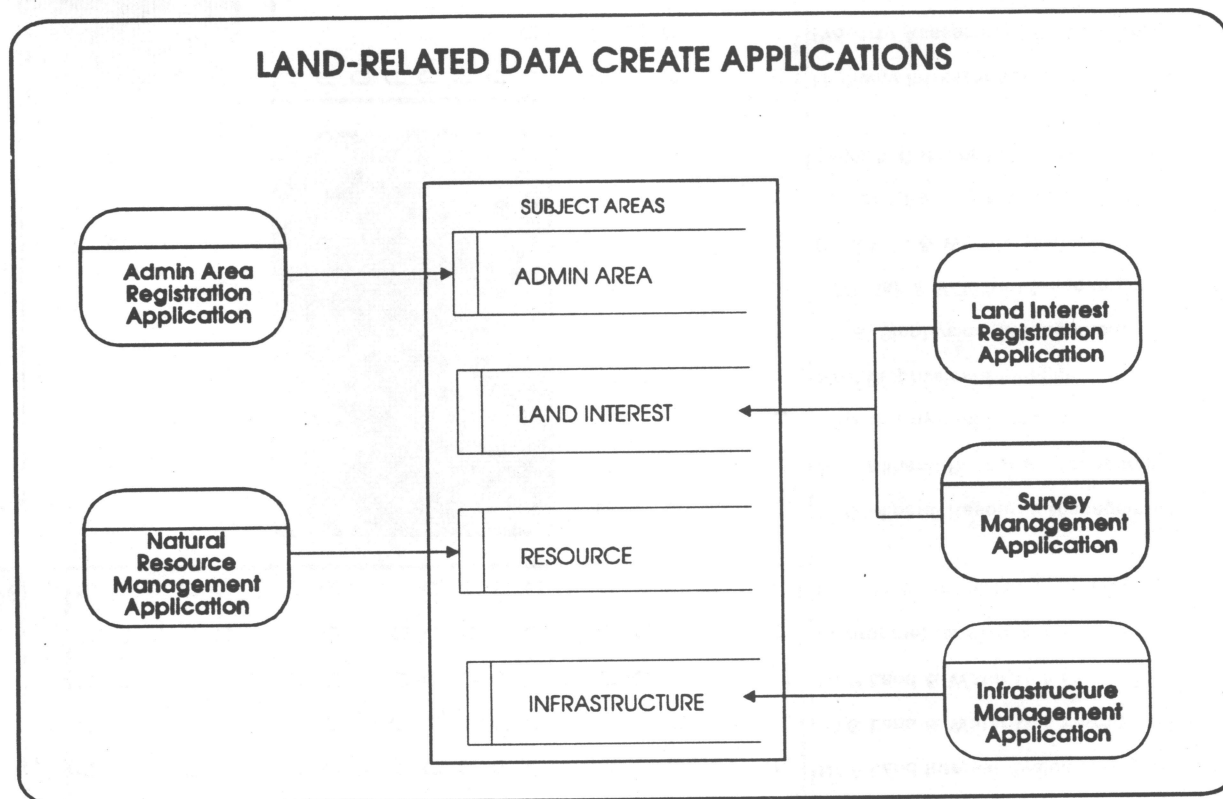 LAND-RELATED DATA CREATE APPLICATIONS
SUBJECT AREAS
Admin Area
Registration
Application
ADMIN AREA
Land Interest
Registration
Application
LAND INTEREST
Survey
Management
Application
Natural
Resource
Management
Application
RESOURCE
Infrastructure
Management
Application
INFRASTRUCTURE